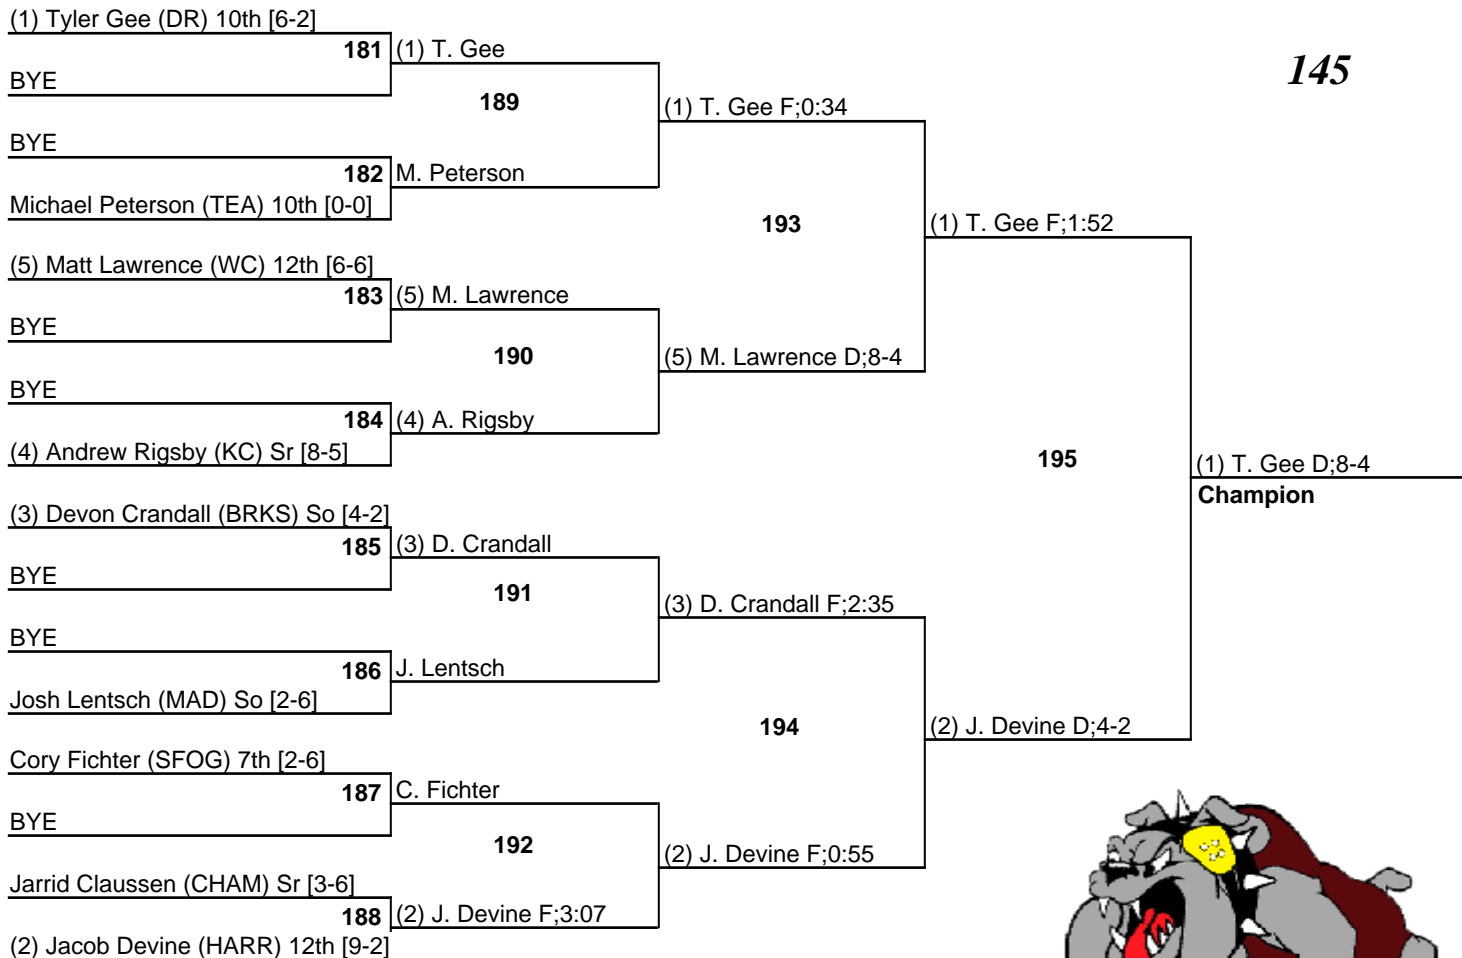 (1) Tyler Gee (DR) 10th [6-2]
181
(1) T. Gee
145
BYE
189
(1) T. Gee F;0:34
BYE
182
M. Peterson
Michael Peterson (TEA) 10th [0-0]
193
(1) T. Gee F;1:52
(5) Matt Lawrence (WC) 12th [6-6]
183
(5) M. Lawrence
BYE
190
(5) M. Lawrence D;8-4
BYE
184
(4) A. Rigsby
(4) Andrew Rigsby (KC) Sr [8-5]
195
(1) T. Gee D;8-4
Champion
(3) Devon Crandall (BRKS) So [4-2]
185
(3) D. Crandall
BYE
191
(3) D. Crandall F;2:35
BYE
186
J. Lentsch
Josh Lentsch (MAD) So [2-6]
194
(2) J. Devine D;4-2
Cory Fichter (SFOG) 7th [2-6]
187
C. Fichter
BYE
192
(2) J. Devine F;0:55
Jarrid Claussen (CHAM) Sr [3-6]
188
(2) J. Devine F;3:07
(2) Jacob Devine (HARR) 12th [9-2]